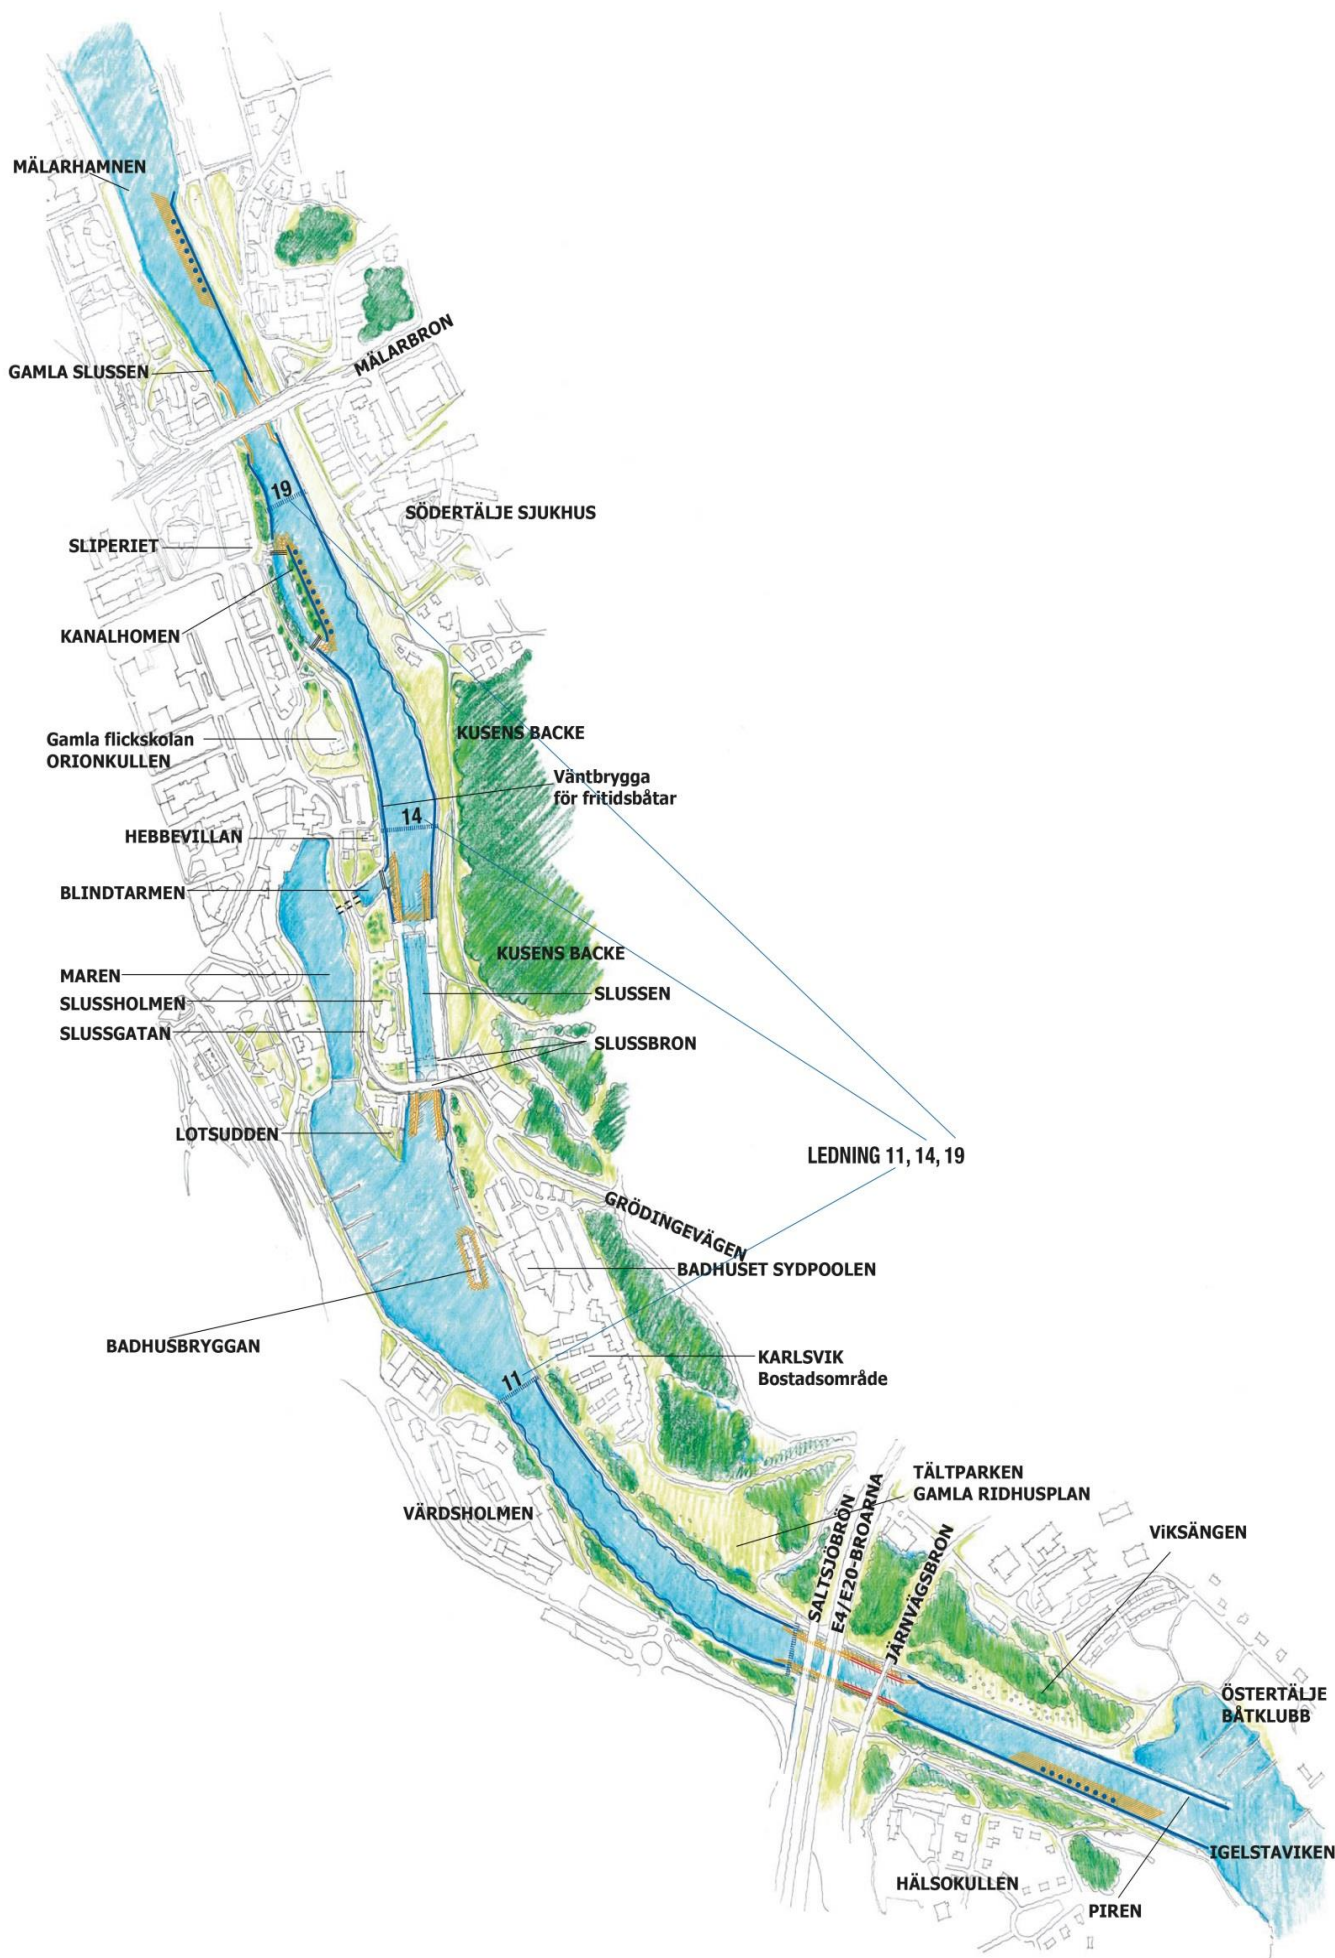 MÄLARHAMNEN
GAMLA SLUSSEN
MÄLARBRON
19
SÖDERTÄLJE SJUKHUS
SLIPERIET
KANALHOMEN
KUSENS BACKE
Gamla flickskolan
ORIONKULLEN
Väntbrygga
för fritidsbåtar
14
HEBBEVILLAN
BLINDTARMEN
KUSENS BACKE
MAREN
SLUSSEN
SLUSSHOLMEN
SLUSSGATAN
SLUSSBRON
LOTSUDDEN
LEDNING 11, 14, 19
GRÖDINGEVÄGEN
BADHUSET SYDPOOLEN
BADHUSBRYGGAN
KARLSVIK
Bostadsområde
11
TÄLTPARKEN
GAMLA RIDHUSPLAN
VÄRDSHOLMEN
SALTSJÖBRÖN
E4/E20-BROARNA
JÄRNVÄGSBRON
ViKSÄNGEN
ÖSTERTÄLJE
BÅTKLUBB
IGELSTAVIKEN
HÄLSOKULLEN
PIREN